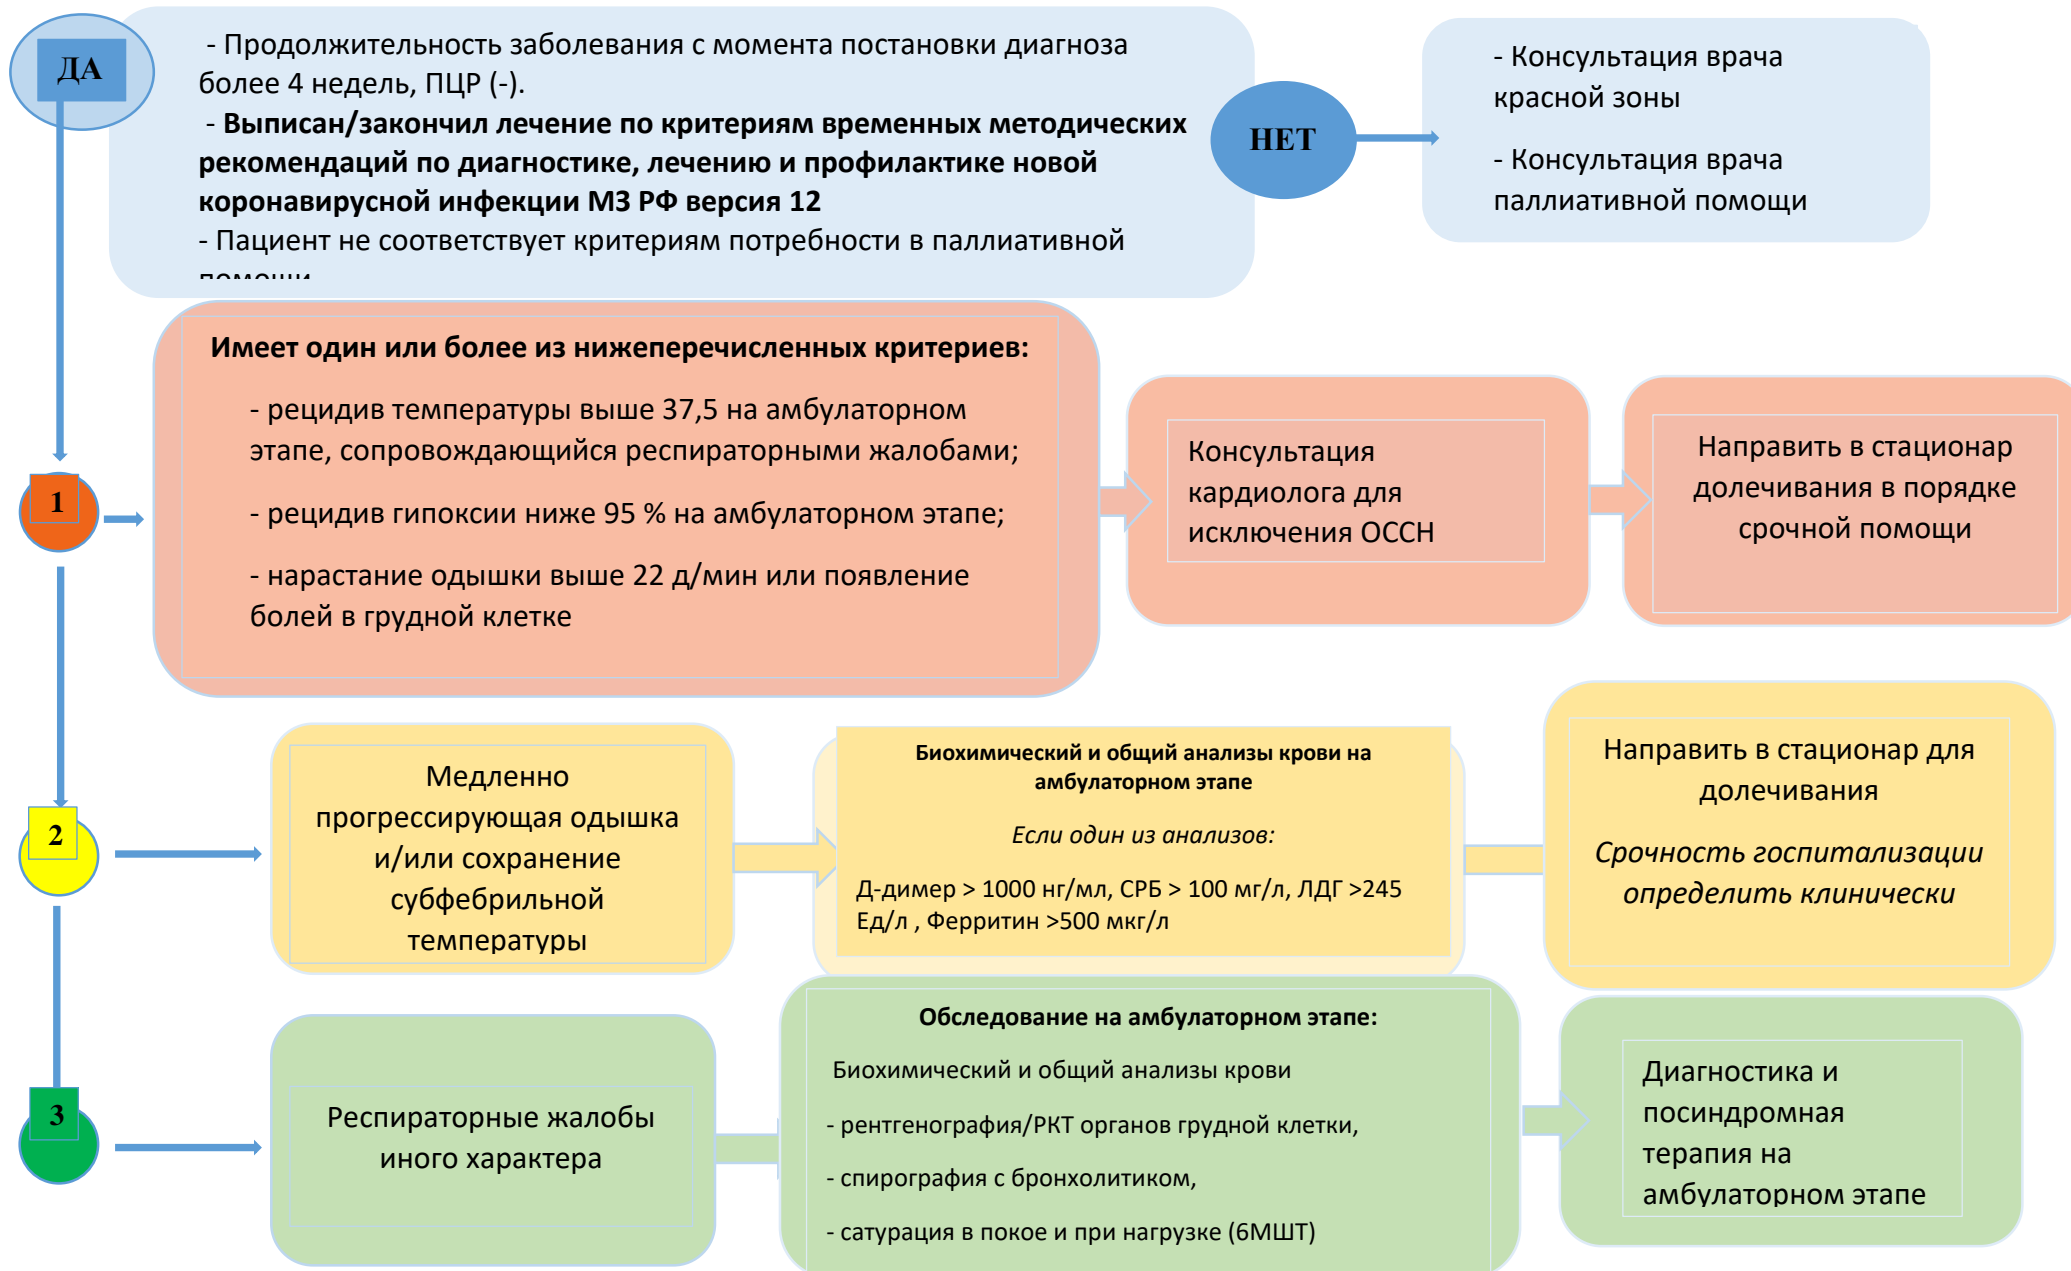 ДА
- Продолжительность заболевания с момента постановки диагноза
более 4 недель, ПЦР (-).
- Выписан/закончил лечение по критериям временных методических
рекомендаций по диагностике, лечению и профилактике новой
коронавирусной инфекции МЗ РФ версия 12
- Пациент не соответствует критериям потребности в паллиативной
помощи
НЕТ
- Консультация врача
красной зоны
- Консультация врача
паллиативной помощи
1
Имеет один или более из нижеперечисленных критериев:
- рецидив температуры выше 37,5 на амбулаторном
этапе, сопровождающийся респираторными жалобами;
- рецидив гипоксии ниже 95 % на амбулаторном этапе;
- нарастание одышки выше 22 д/мин или появление
болей в грудной клетке
Консультация
кардиолога для
исключения ОССН
Направить в стационар
долечивания в порядке
срочной помощи
2
Медленно
прогрессирующая одышка
и/или сохранение
субфебрильной
температуры
Биохимический и общий анализы крови на
амбулаторном этапе
Если один из анализов:
Д-димер > 1000 нг/мл, СРБ > 100 мг/л, ЛДГ >245
Ед/л , Ферритин >500 мкг/л
Направить в стационар для
долечивания
Срочность госпитализации
определить клинически
3
Респираторные жалобы
иного характера
Обследование на амбулаторном этапе:
Биохимический и общий анализы крови
- рентгенография/РКТ органов грудной клетки,
- спирография с бронхолитиком,
- сатурация в покое и при нагрузке (6МШТ)
Диагностика и
посиндромная
терапия на
амбулаторном этапе